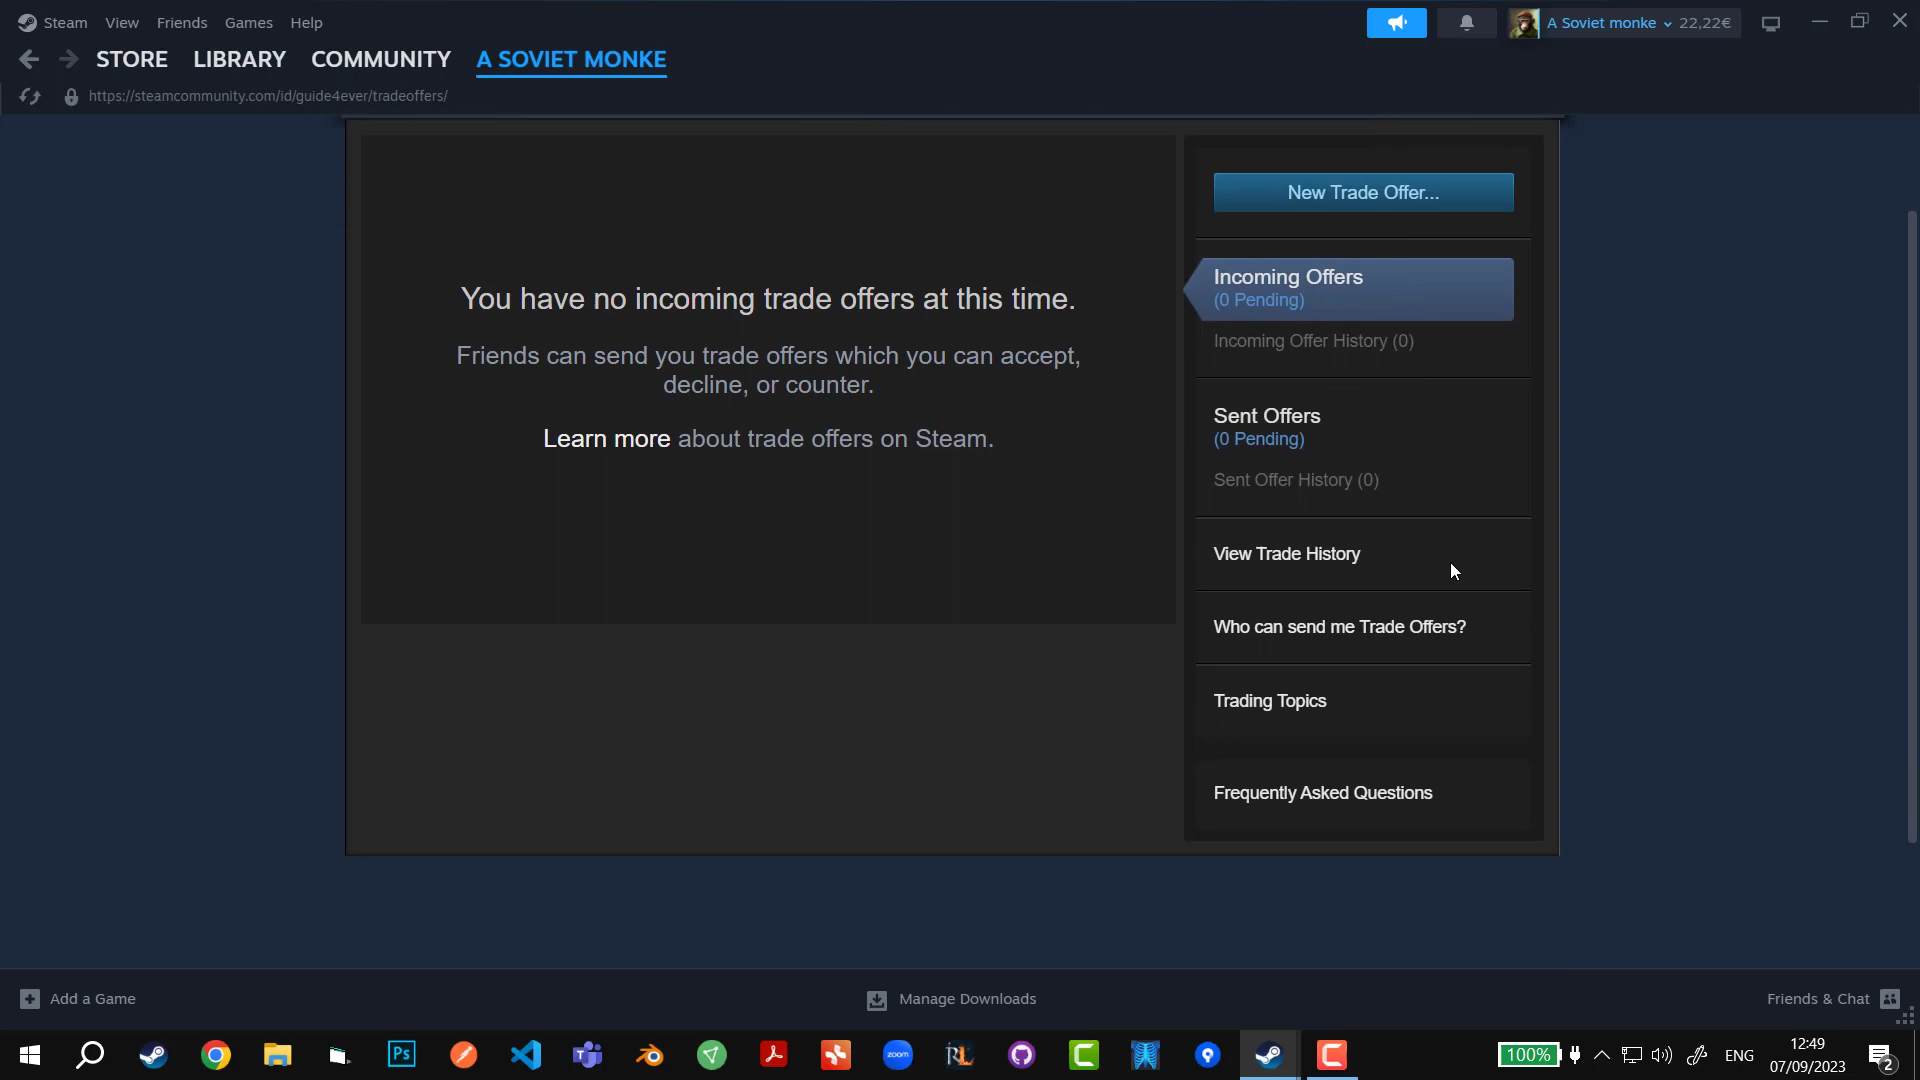 Steam View Friends Games Help
A Soviet monke 22,22€
STORE LIBRARY COMMUNITY A SOVIET MONKE
https://steamcommunity.com/id/guide4ever/tradeoffers/
You have no incoming trade offers at this time.
Friends can send you trade offers which you can accept,
decline, or counter.
Learn more about trade offers on Steam.
New Trade Offer...
Incoming Offers
(0 Pending)
Incoming Offer History (0)
Sent Offers
(0 Pending)
Sent Offer History (0)
View Trade History
Who can send me Trade Offers?
Trading Topics
Frequently Asked Questions
Add a Game
Manage Downloads
Friends & Chat
Ps
zoom
RL
100%
ENG
12:49
07/09/2023
2